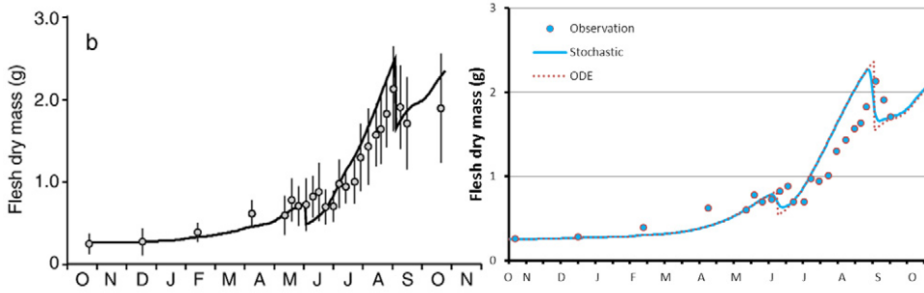 3.0
b
2.0
1.0
0
Flesh dry mass (g)
O N D J F M A M J J A S O N
3
2
1
0
Flesh dry mass (g)
Observation
Stochastic
ODE
O N D J F M A M J J A S O